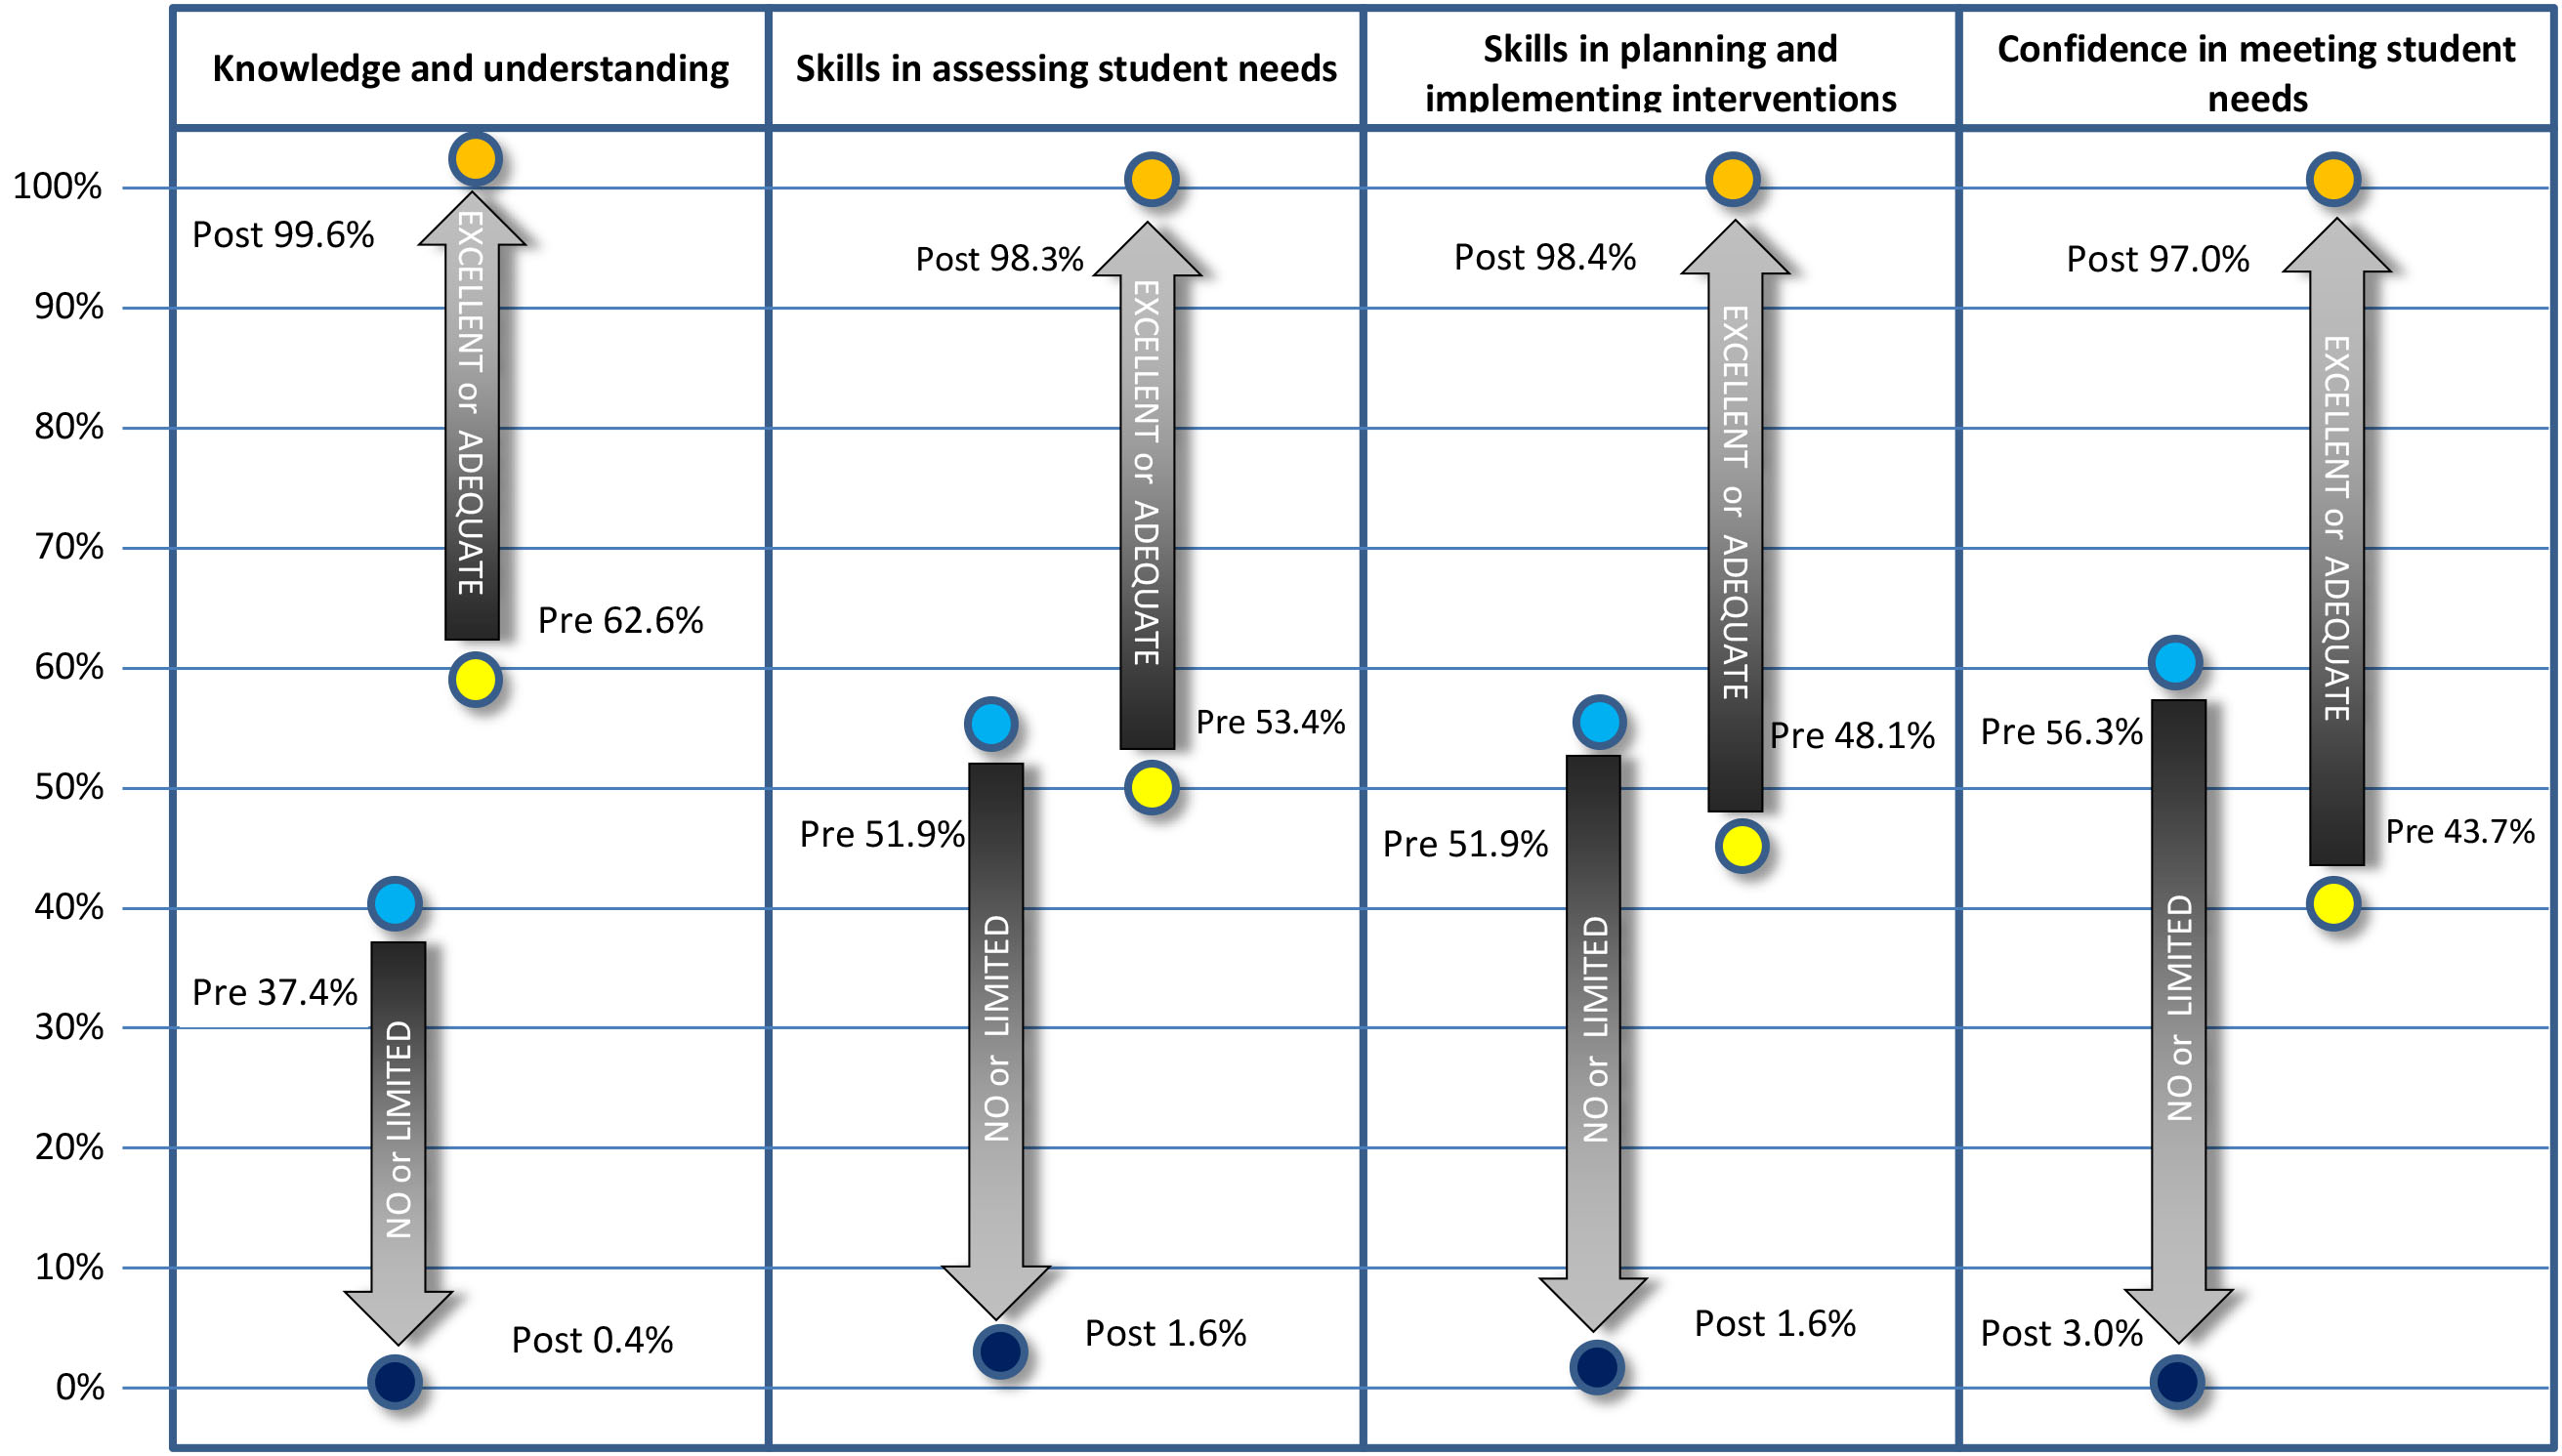 Knowledge and understanding
Skills in assessing student needs
Skills in planning and
implementing interventions
Confidence in meeting student
needs
100%
90%
80%
70%
60%
50%
40%
30%
20%
10%
0%
Post 99.6%
EXCELLENT or ADEQUATE
Pre 62.6%
Pre 37.4%
NO or LIMITED
Post 0.4%
Post 98.3%
EXCELLENT or ADEQUATE
Pre 53.4%
Pre 51.9%
NO or LIMITED
Post 1.6%
Post 98.4%
EXCELLENT or ADEQUATE
Pre 48.1%
Pre 51.9%
NO or LIMITED
Post 1.6%
Post 97.0%
EXCELLENT or ADEQUATE
Pre 56.3%
Pre 43.7%
NO or LIMITED
Post 3.0%